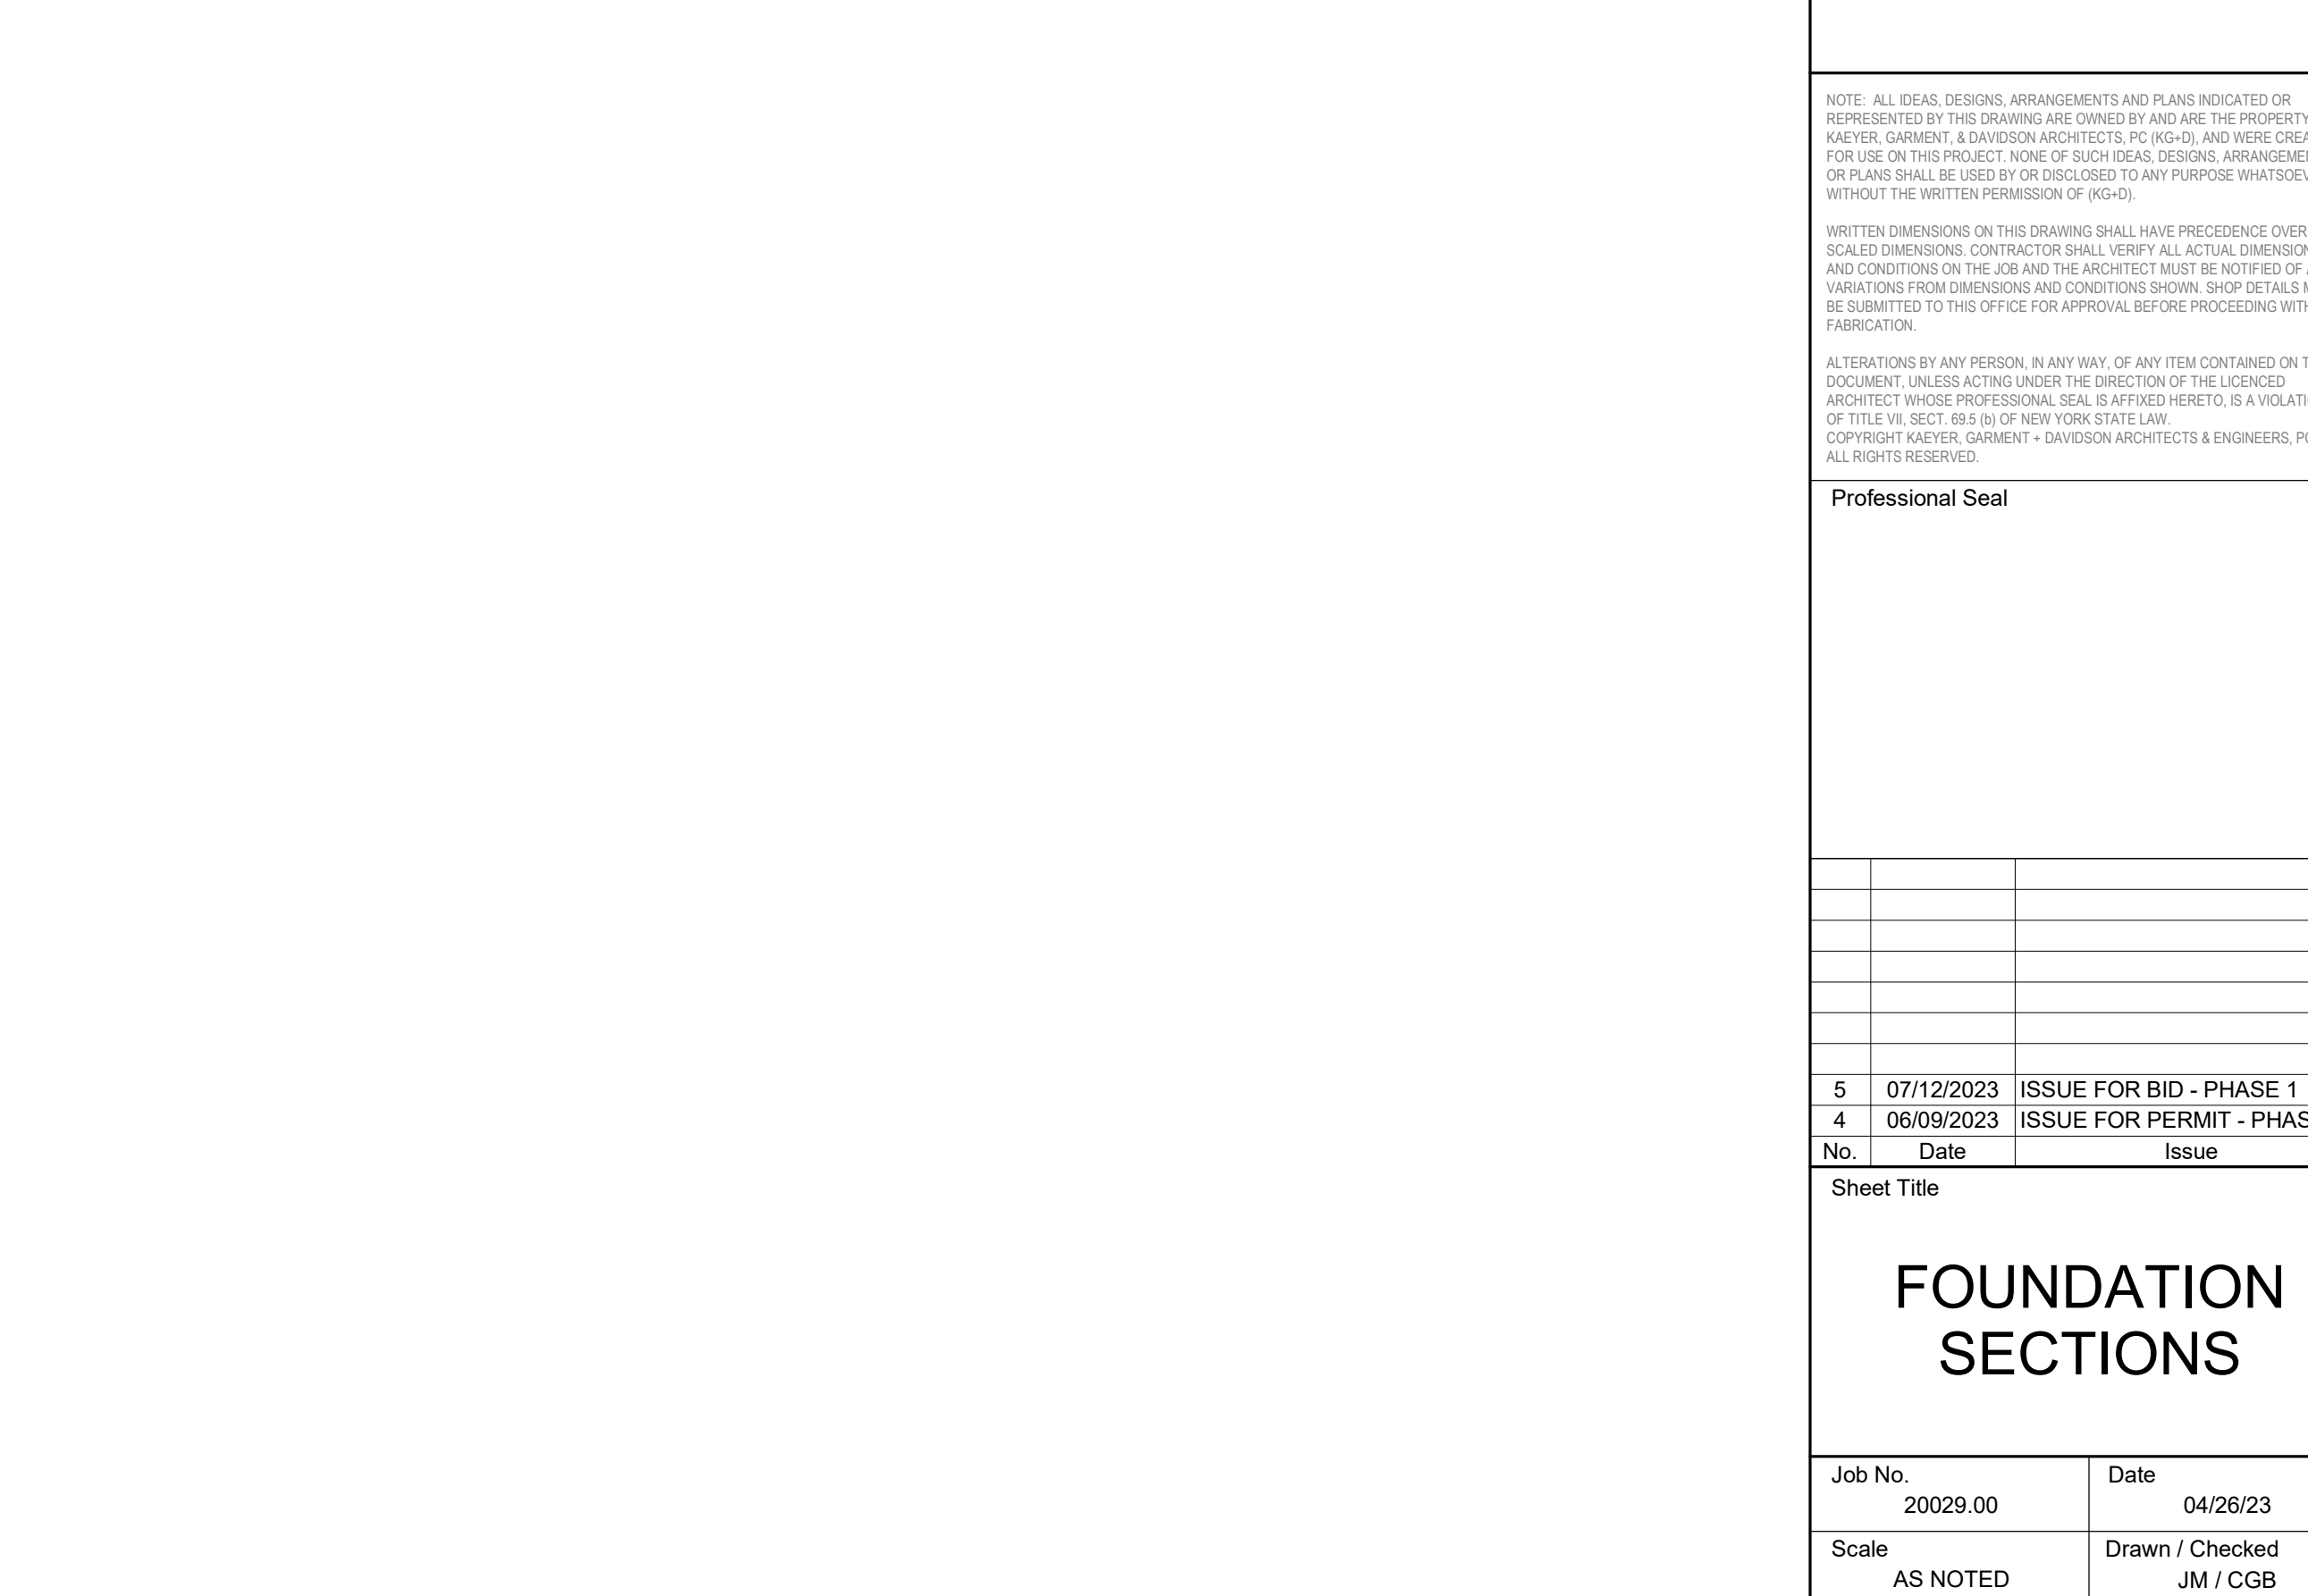 NOTE: ALL IDEAS, DESIGNS, ARRANGEMENTS AND PLANS INDICATED OR
REPRESENTED BY THIS DRAWING ARE OWNED BY AND ARE THE PROPERTY
KAEYER, GARMENT, & DAVIDSON ARCHITECTS, PC (KG+D), AND WERE
FOR USE ON THIS PROJECT. NONE OF SUCH IDEAS, DESIGNS,
OR PLANS SHALL BE USED BY OR DISCLOSED TO ANY PURPOSE
WITHOUT THE WRITTEN PERMISSION OF (KG+D).
WRITTEN DIMENSIONS ON THIS DRAWING SHALL HAVE PRECEDENCE OVER
SCALED DIMENSIONS. CONTRACTOR SHALL VERIFY ALL ACTUAL
AND CONDITIONS ON THE JOB AND THE ARCHITECT MUST BE NOTIFIED OF
VARIATIONS FROM DIMENSIONS AND CONDITIONS SHOWN. SHOP DETAILS
BE SUBMITTED TO THIS OFFICE FOR APPROVAL BEFORE PROCEEDING
FABRICATION.
ALTERATIONS BY ANY PERSON, IN ANY WAY, OF ANY ITEM CONTAINED ON
DOCUMENT, UNLESS ACTING UNDER THE DIRECTION OF THE LICENCED
ARCHITECT WHOSE PROFESSIONAL SEAL IS AFFIXED HERETO, IS A
OF TITLE VII, SECT. 69.5 (b) OF NEW YORK STATE LAW.
COPYRIGHT KAEYER, GARMENT + DAVIDSON ARCHITECTS & ENGINEERS,
ALL RIGHTS RESERVED.
Professional Seal
5 07/12/2023 ISSUE FOR BID - PHASE 1
4 06/09/2023 ISSUE FOR PERMIT -
No. Date Issue
Sheet Title
FOUNDATION
SECTIONS
Job No. Date
20029.00 04/26/23
Scale Drawn / Checked
AS NOTED JM / CGB